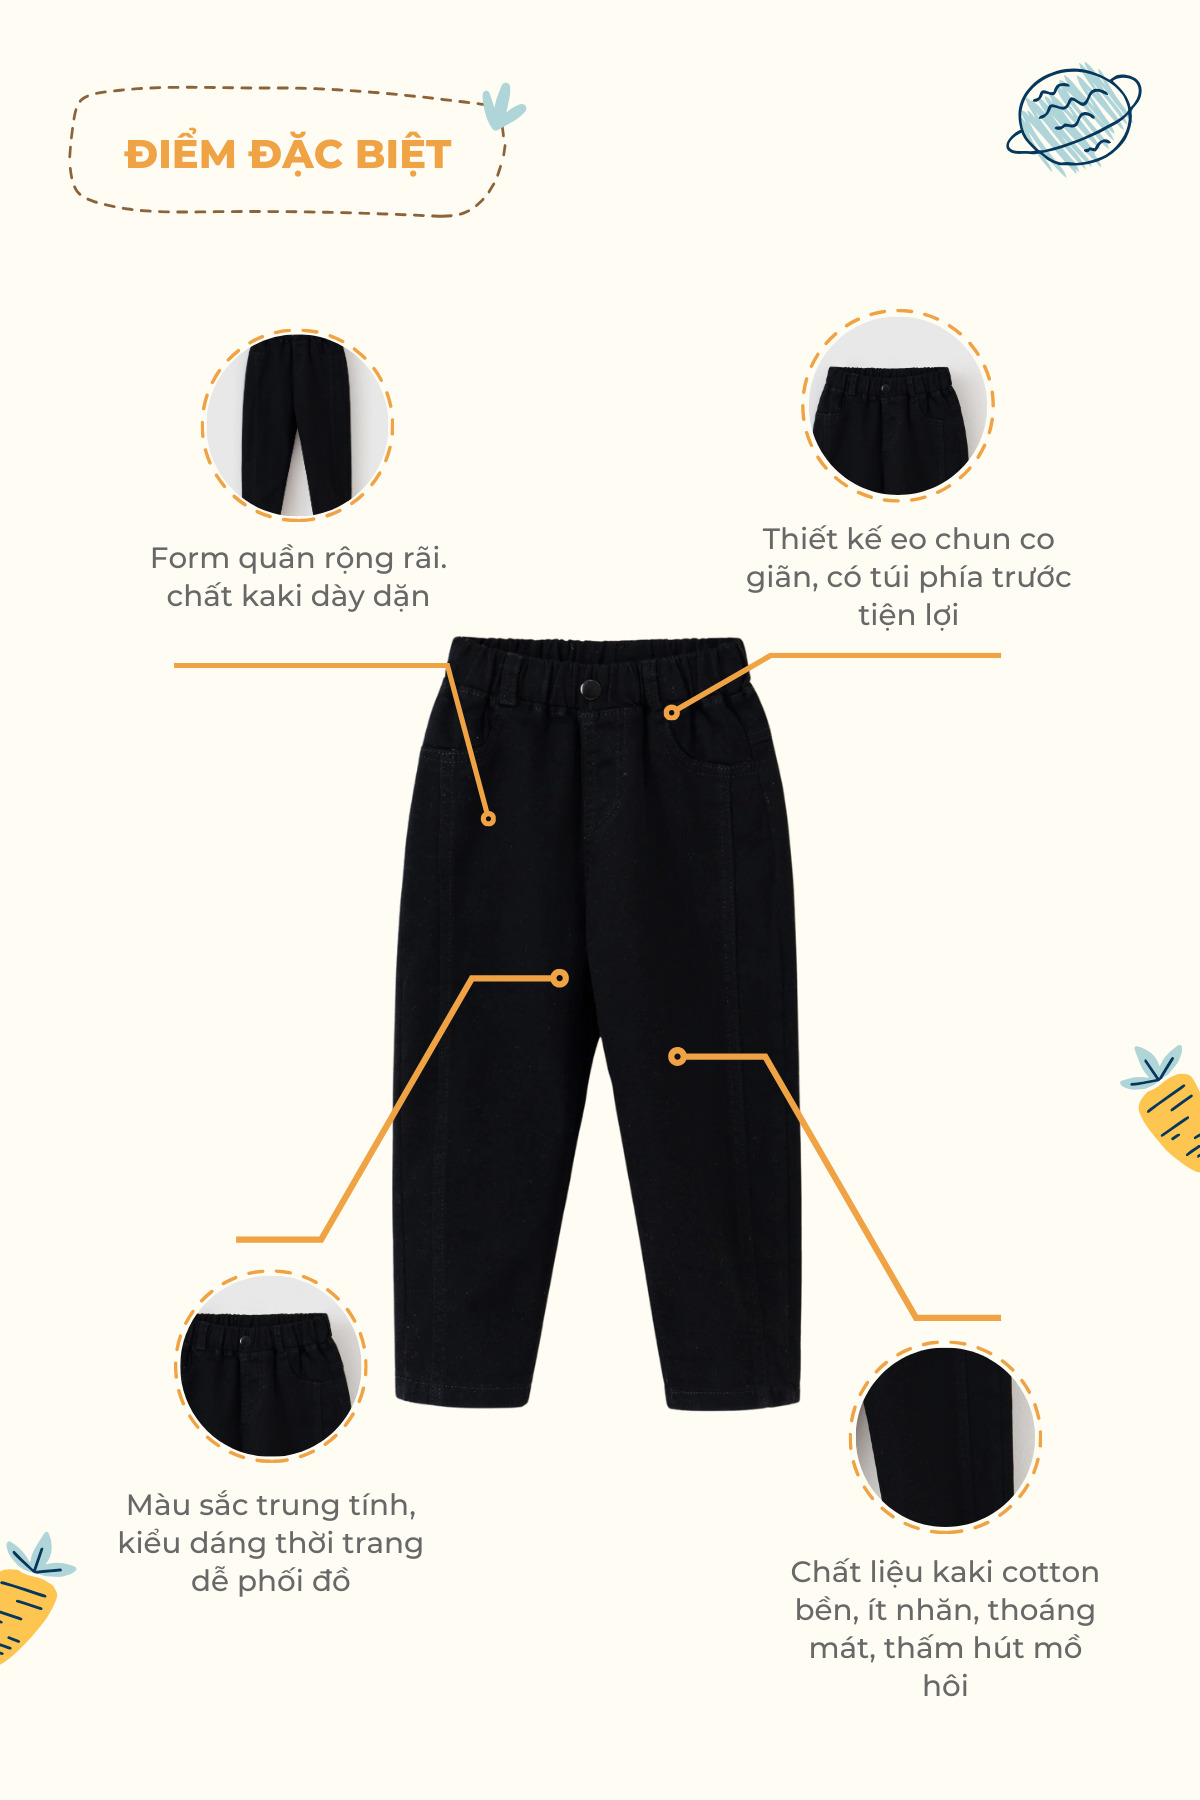 ĐIỂM ĐẶC BIỆT
Form quần rộng rãi.
chất kaki dày dặn
Thiết kế eo chun co
giãn, có túi phía trước
tiện lợi
Màu sắc trung tính,
kiểu dáng thời trang
dễ phối đồ
Chất liệu kaki cotton
bền, ít nhăn, thoáng
mát, thấm hút mồ
hôi